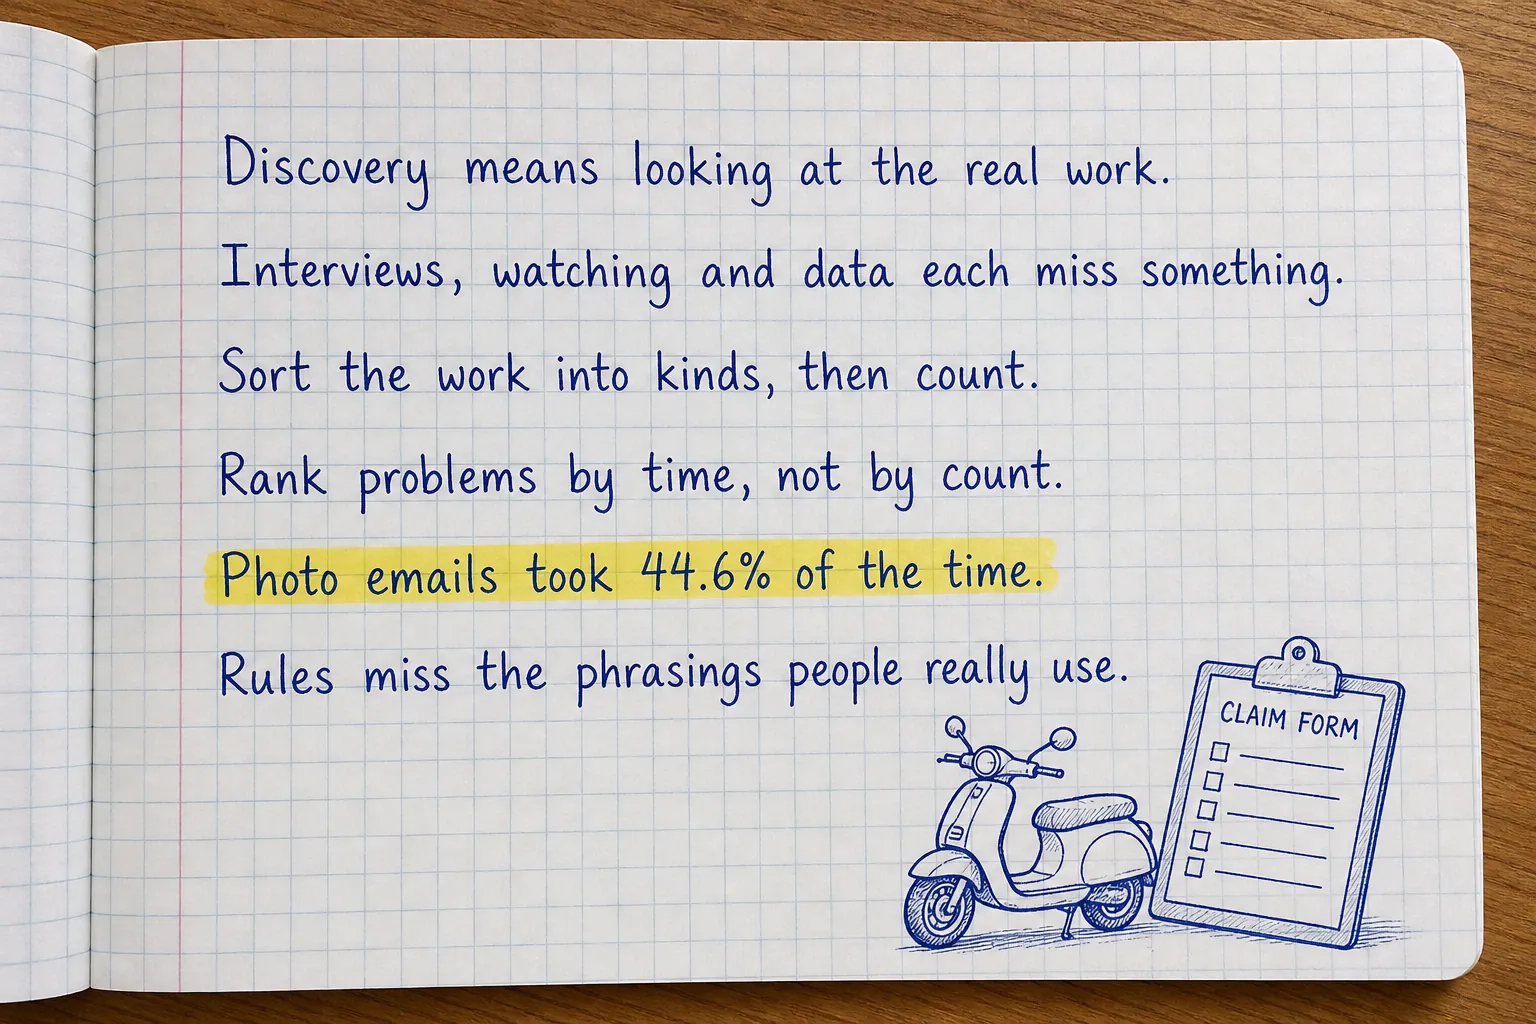 Discovery means looking at the real work.
Interviews, watching and data each miss something.
Sort the work into kinds, then count.
Rank problems by time, not by count.
Photo emails took 44.6% of the time.
Rules miss the phrasings people really use.
CLAIM FORM